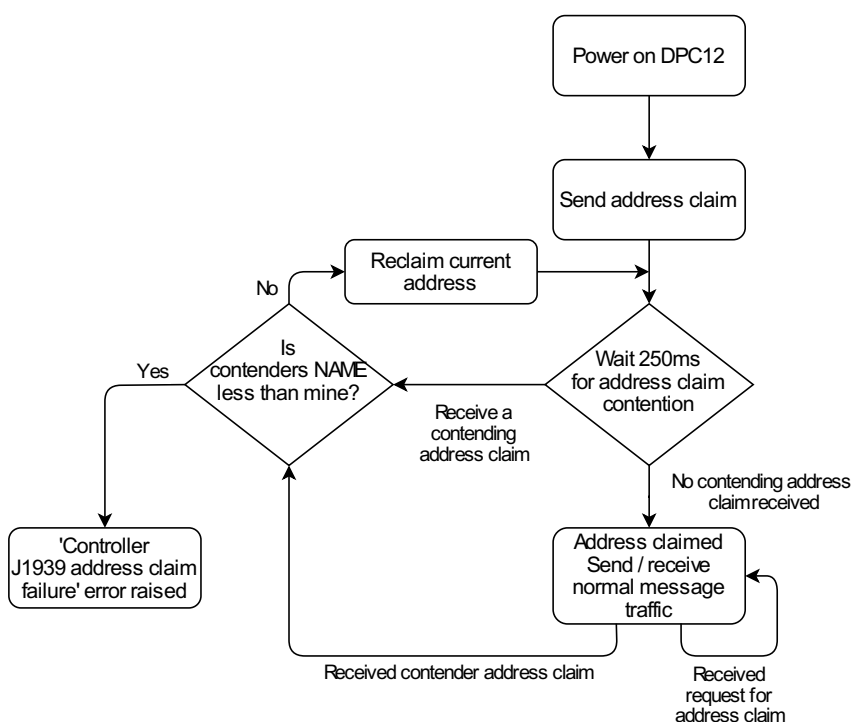 Power on DPC12
Send address claim
Reclaim current
address
No
Is
contenders NAME
less than mine?
Yes
Wait 250ms
for address claim
contention
Receive a
contending
address claim
No contending address
claim received
'Controller
J1939 address claim
failure' error raised
Address claimed
Send / receive
normal message
traffic
Received contender address claim
Received
request for
address claim